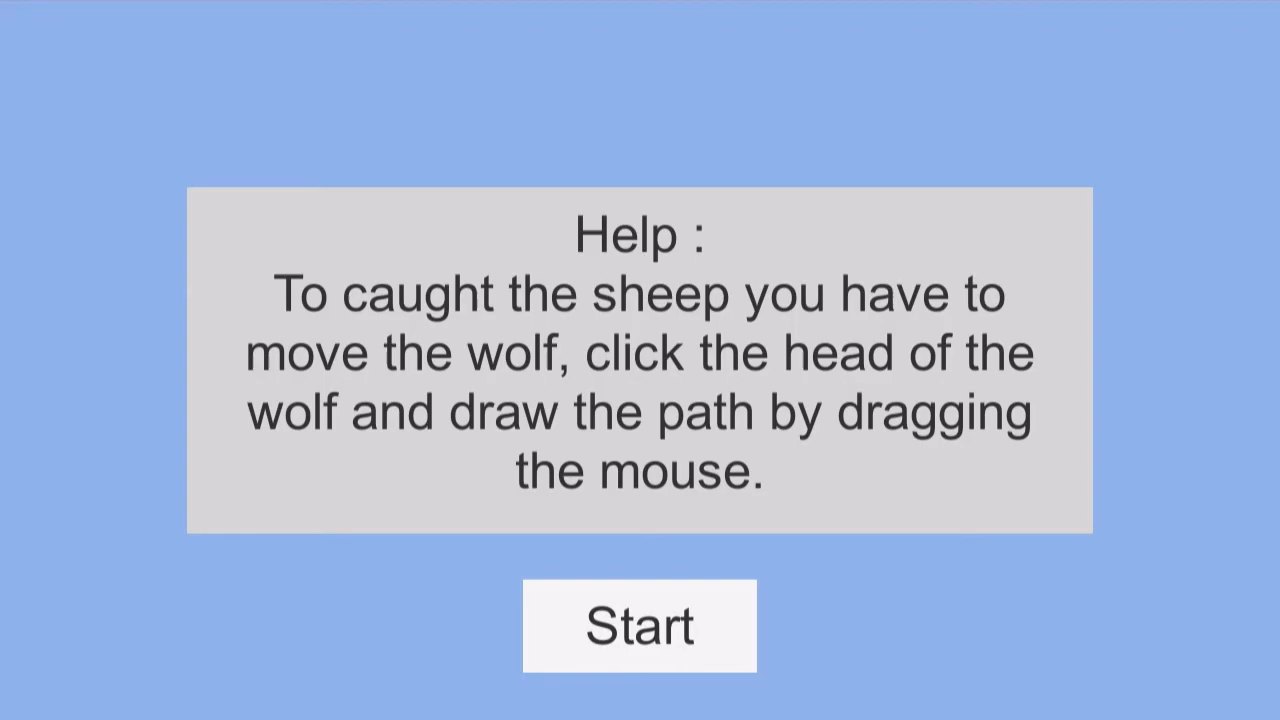 Help :
To caught the sheep you have to
move the wolf, click the head of the
wolf and draw the path by dragging
the mouse.
Start